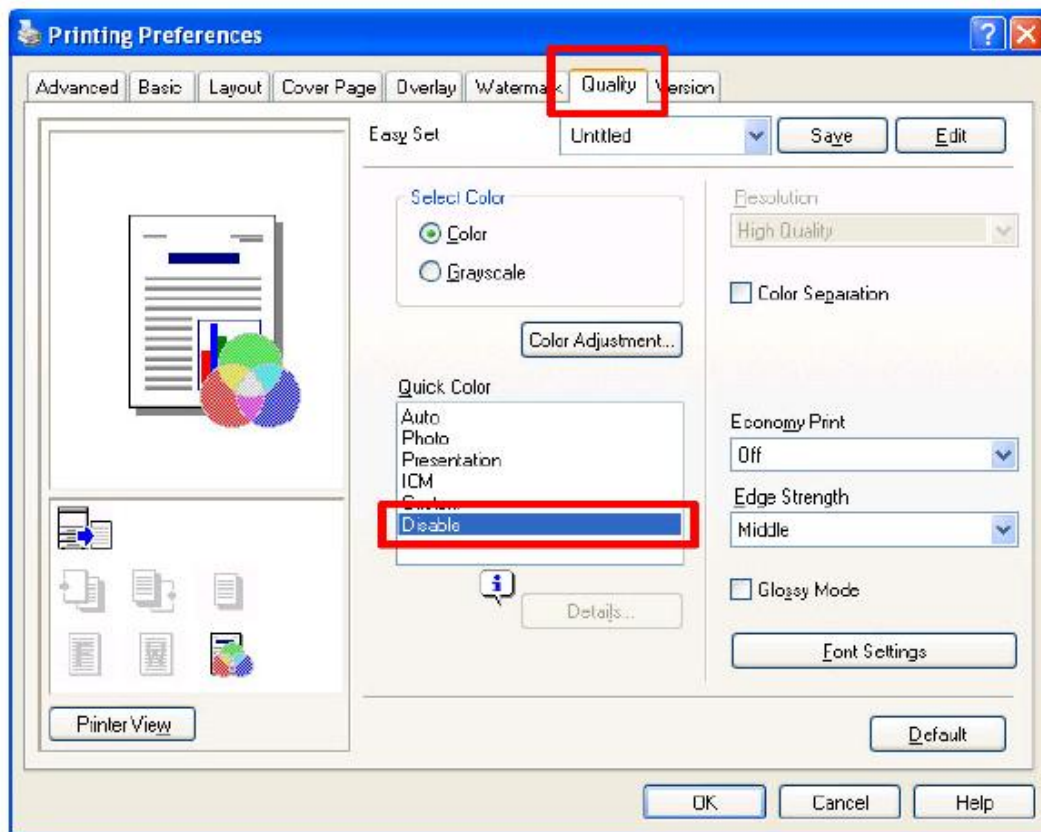 Printing Preferences
Advanced Basic Layout Cover Page Overlay Watermark Quality Version
Easy Set Untitled Save Edit
Select Color
Color
Grayscale
Color Adjustment...
Quick Color
Auto
Photo
Presentation
ICM
Disable
Details...
Resolution
High Quality
Color Separation
Economy Print
Off
Edge Strength
Middle
Glossy Mode
Font Settings
Printer View
Default
OK Cancel Help